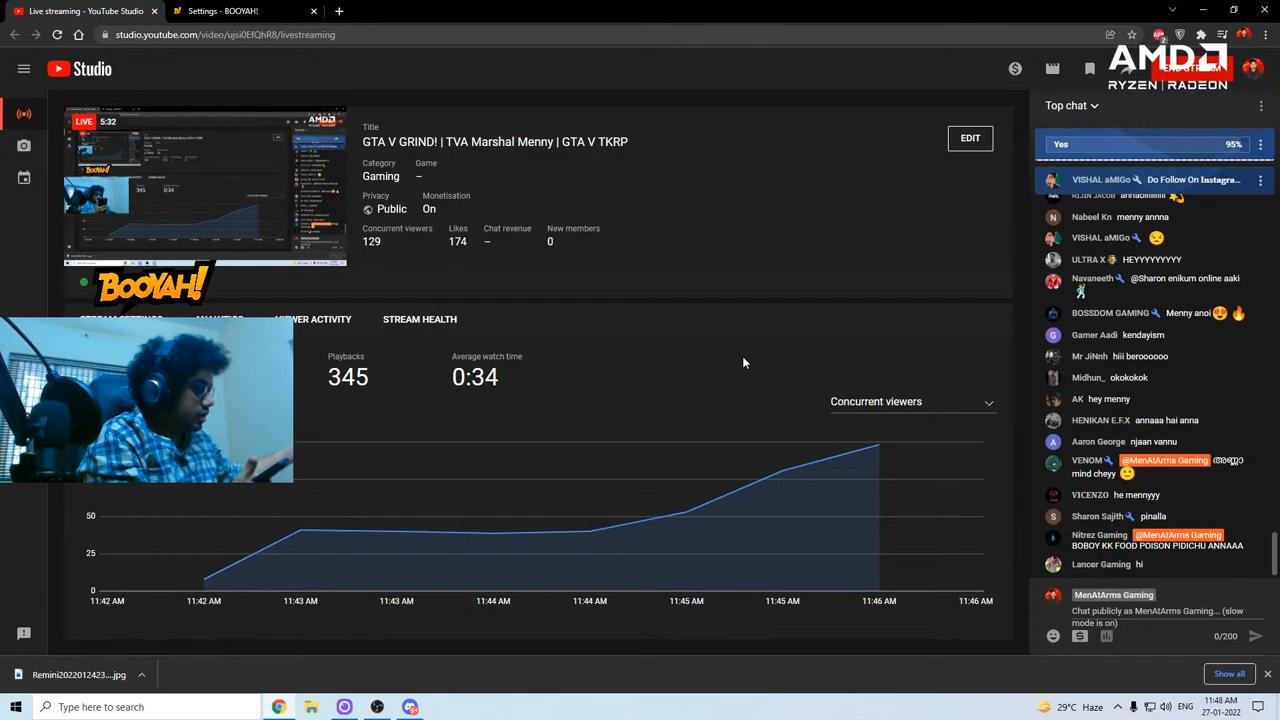 Live streaming - YouTube Studio
Settings - BOOYAH!
studio.youtube.com/video/ujsi0EfQhR8/livestreaming
2
Studio
AMD
RYZEN | RADEON
LIVE 5:32
Title
GTA V GRIND! | TVA Marshal Menny | GTA V TKRP
EDIT
Category
Game
Gaming
–
Privacy
Monetisation
Public
On
Concurrent viewers
Likes
Chat revenue
New members
129
174
–
0
BOOYAH!
VIEWER ACTIVITY
STREAM HEALTH
Playbacks
345
Average watch time
0:34
Concurrent viewers
50
25
0
11:42 AM 11:42 AM 11:43 AM 11:43 AM 11:44 AM 11:44 AM 11:45 AM 11:45 AM 11:46 AM 11:46 AM
Top chat
Yes 95%
VISHAL aMIGo Do Follow On Instagra...
Nabeel Kn menny annna
VISHAL aMIGo
ULTRA X HEYYYYYYYY
Navaneeth @Sharon enikum online aaki
BOSSDOM GAMING Menny anoi
Gamer Aadi kendayism
Mr JiNnh hiii berooooo
Midhun_ okokokok
AK hey menny
HENIKAN E.F.X annaaa hai anna
Aaron George njaan vannu
VENOM @MenAtArms Gaming
mind cheyy
VICENZO he mennyyy
Sharon Sajith pinalla
Nitrez Gaming @MenAtArms Gaming
BOBOY KK FOOD POISON PIDICHU ANNAAA
Lancer Gaming hi
MenAtArms Gaming
Chat publicly as MenAtArms Gaming... (slow
mode is on)
0/200
Remini2022012423....jpg
Show all
Type here to search
29°C Haze
ENG
11:48 AM
27-01-2022